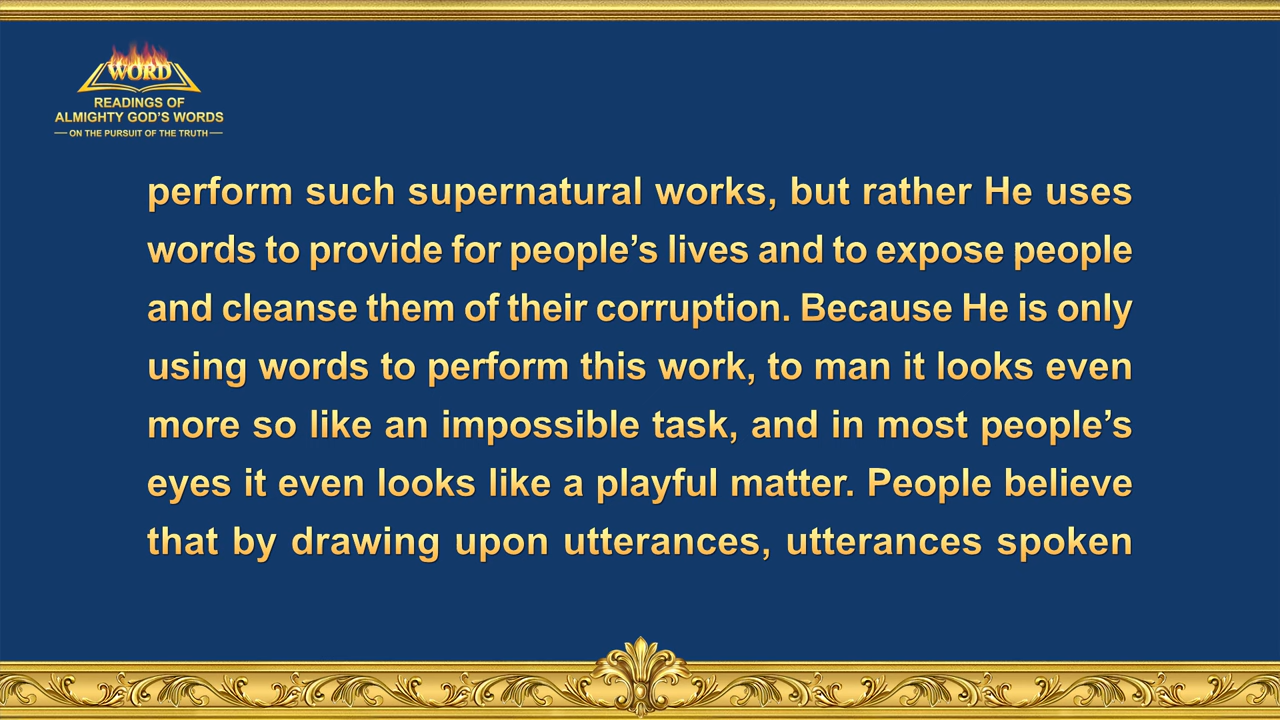 WORD
READINGS OF
ALMIGHTY GOD'S WORDS
— ON THE PURSUIT OF THE TRUTH —
perform such supernatural works, but rather He uses
words to provide for people’s lives and to expose people
and cleanse them of their corruption. Because He is only
using words to perform this work, to man it looks even
more so like an impossible task, and in most people’s
eyes it even looks like a playful matter. People believe
that by drawing upon utterances, utterances spoken